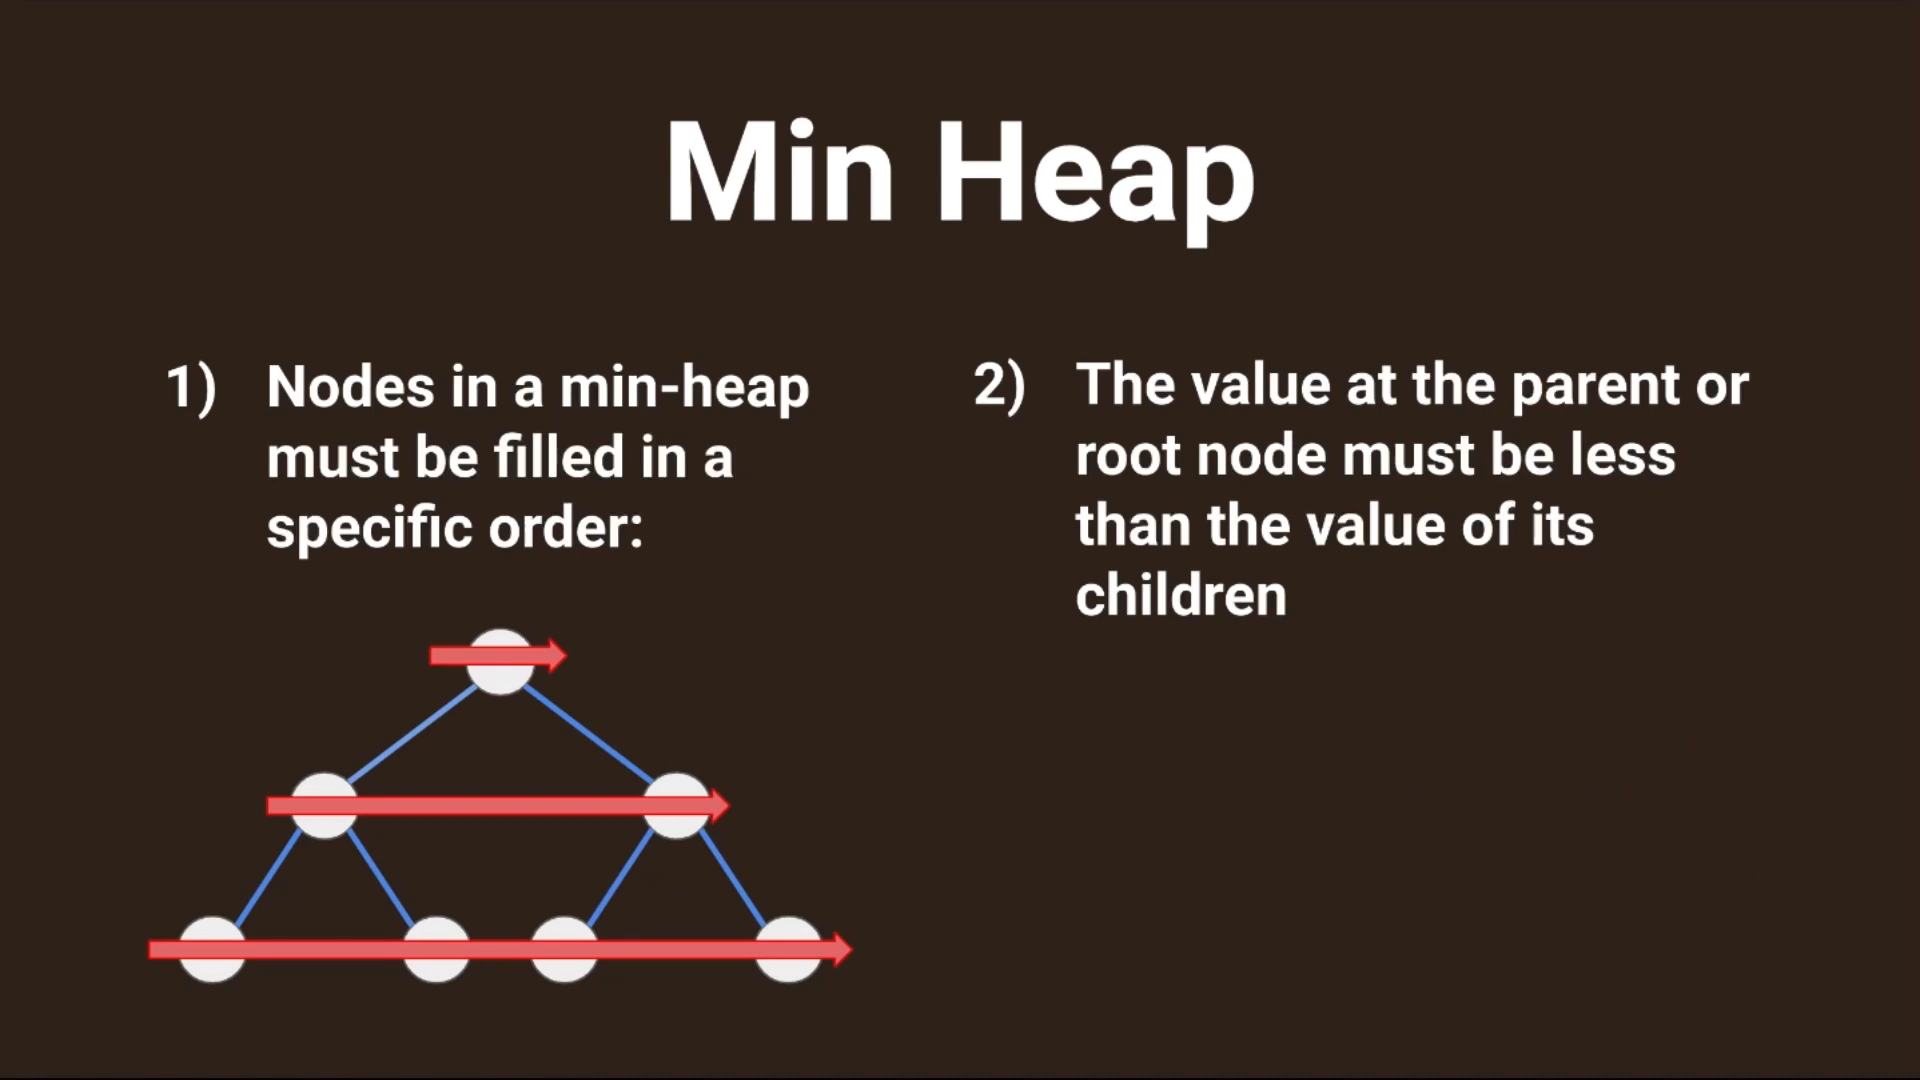 Min Heap
1) Nodes in a min-heap
must be filled in a
specific order:
2) The value at the parent or
root node must be less
than the value of its
children